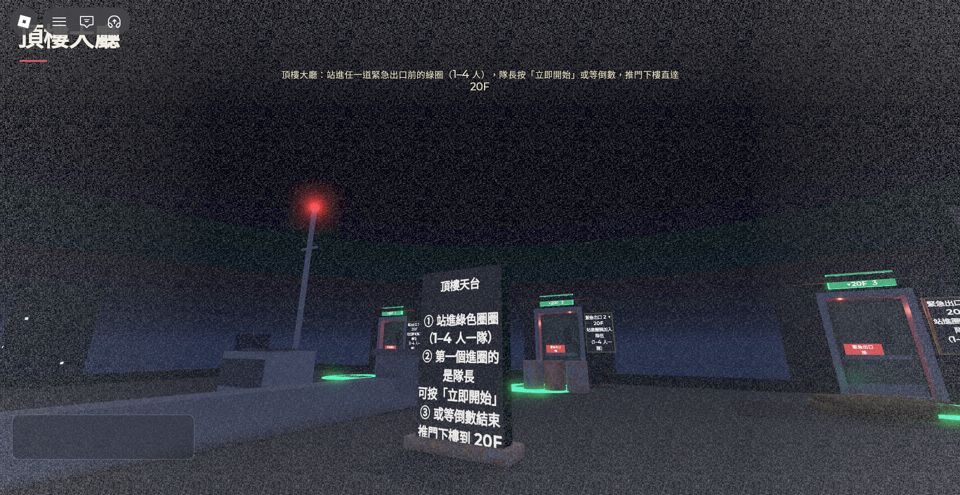 頂樓大廳
頂樓大廳：站進任一道緊急出口前的綠圈（1–4 人），隊長按「立即開始」或等倒數，推門下樓直達
20F
頂樓天台
① 站進綠色圈圈
（1–4 人一隊）
② 第一個進圈的
是隊長
可按「立即開始」
③ 或等倒數結束
推門下樓到 20F
緊急出口 2
20F
緊急出口